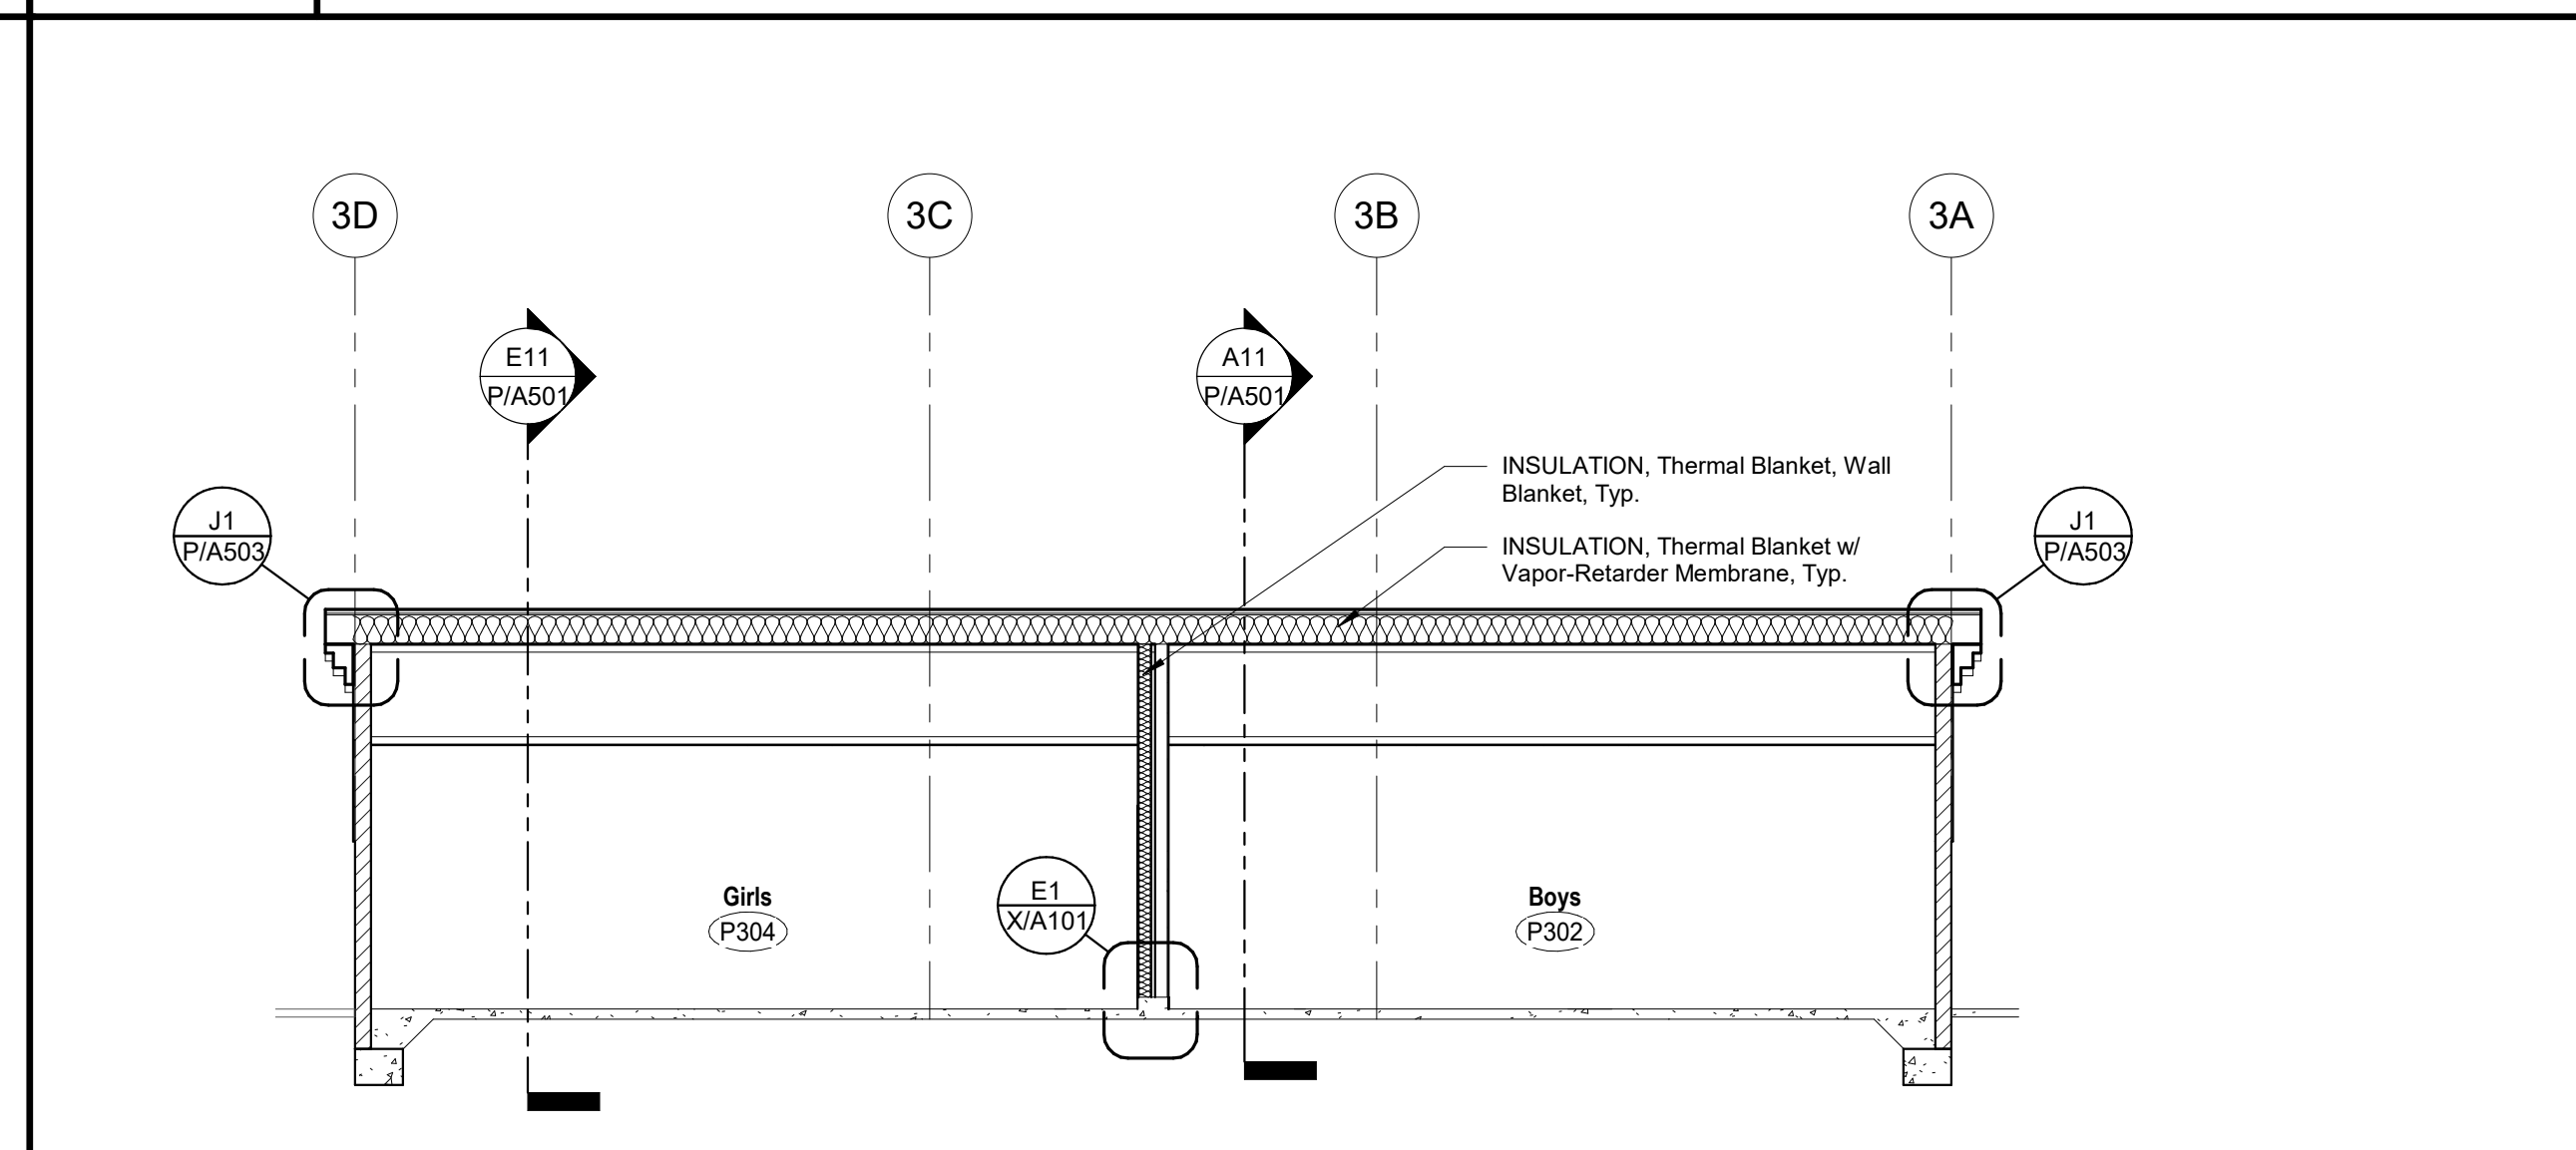 3D
3C
3B
3A
E11
P/A501
A11
P/A501
INSULATION, Thermal Blanket, Wall
Blanket, Typ.
J1
P/A503
J1
P/A503
INSULATION, Thermal Blanket w/
Vapor-Retarder Membrane, Typ.
Girls
P304
E1
X/A101
Boys
P302